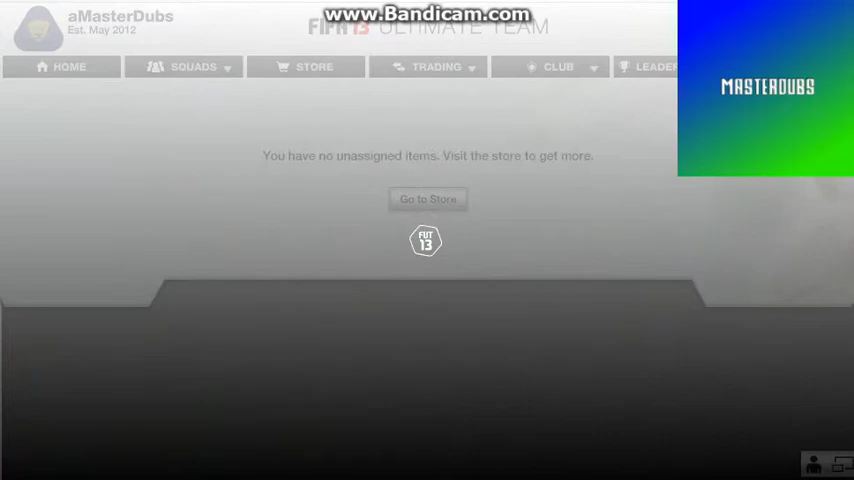 www.Bandicam.com
aMasterDubs
Est. May 2012
FIFA 13 ULTIMATE TEAM
HOME
SQUADS
STORE
TRADING
CLUB
LEADER
MASTERDUBS
You have no unassigned items. Visit the store to get more.
Go to Store
FUT
13